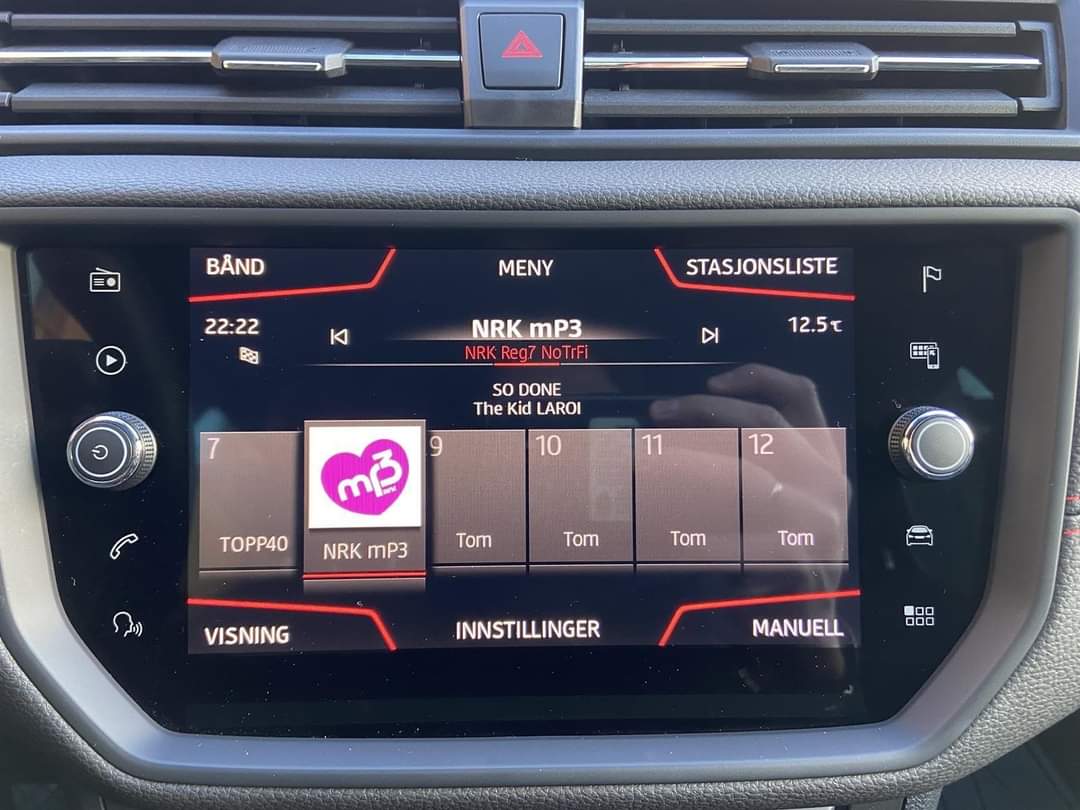 BÅND MENY STASJONSLISTE
22:22 NRK mP3 12.5°C
NRK Reg7 NoTrFi
SO DONE
The Kid LAROI
7 9 10 11 12
mp3
TOPP40 NRK mP3 Tom Tom Tom Tom
VISNING INNSTILLINGER MANUELL